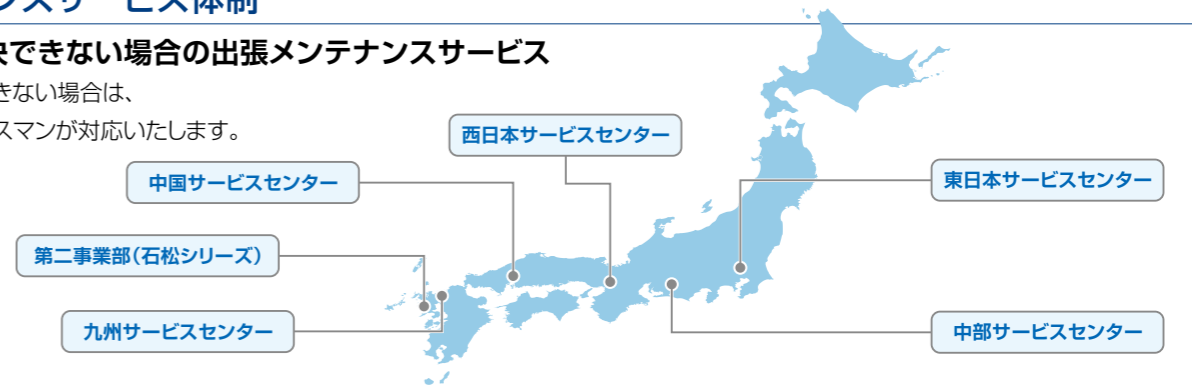 ンスサービス体制
決できない場合の出張メンテナンスサービス
きない場合は、
スマンが対応いたします。
西日本サービスセンター
中国サービスセンター
東日本サービスセンター
第二事業部(石松シリーズ)
九州サービスセンター
中部サービスセンター